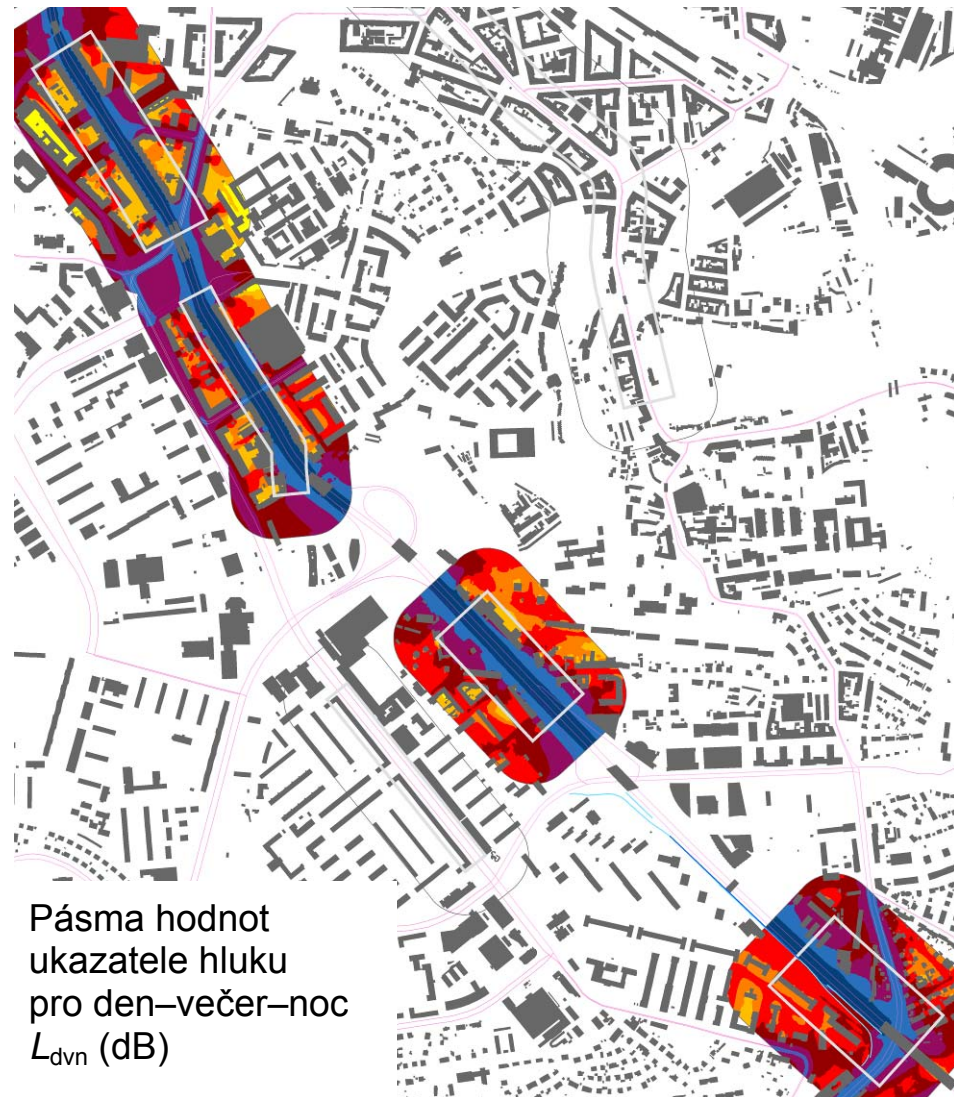 Pásma hodnot
ukazatele hluku
pro den–večer–noc
Ldvn (dB)